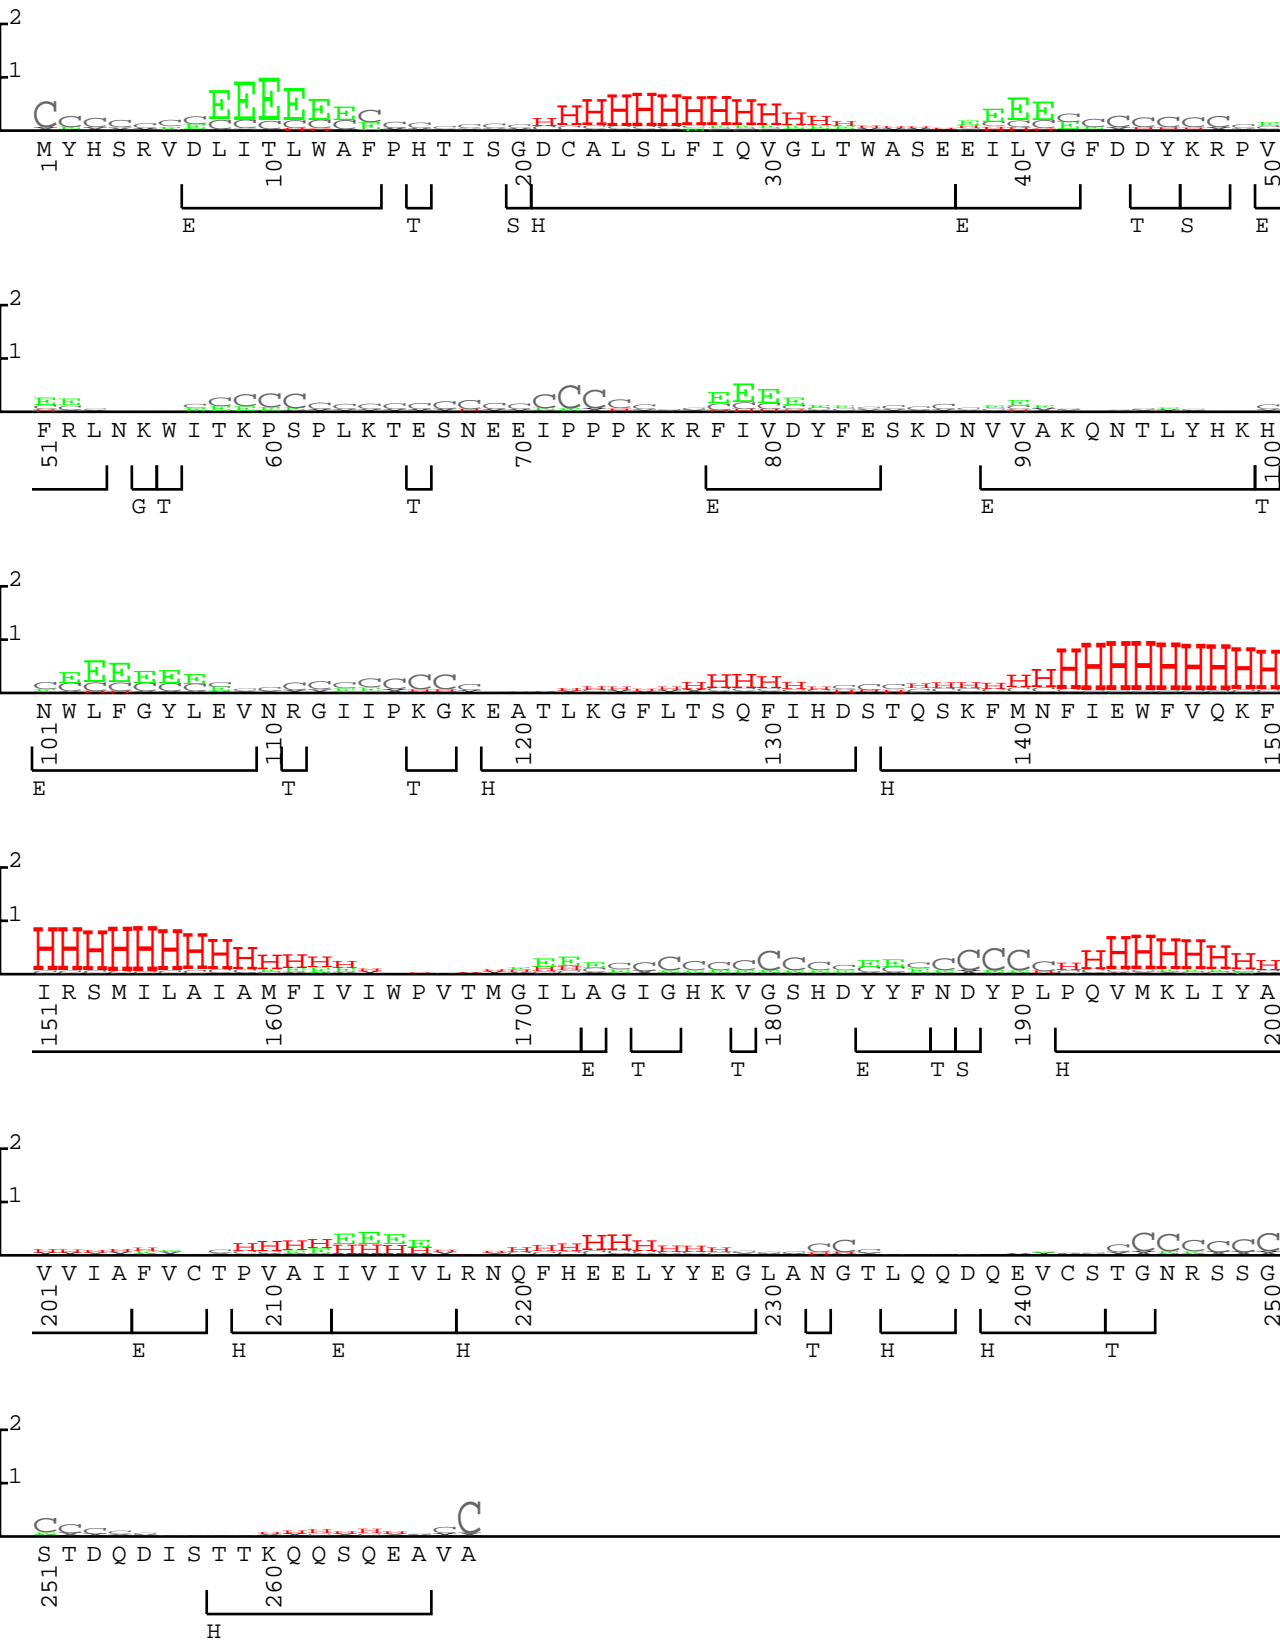 2
1
M Y H S R V D L I T L W A F P H T I S G D C A L S L F I Q V G L T W A S E E I L V G F D D Y K R P V
1 10 20 30 40 50
E T S H E T S E
2
1
F R L N K W I T K P S P L K T E S N E E I P P P K K R F I V D Y F E S K D N V V A K Q N T L Y H K H
51 60 70 80 90 100
G T T E E T
2
1
N W L F G Y L E V N R G I I P K G K E A T L K G F L T S Q F I H D S T Q S K F M N F I E W F V Q K F
101 110 120 130 140 150
E T T H H
2
1
I R S M I L A I A M F I V I W P V T M G I L A G I G H K V G S H D Y Y F N D Y P L P Q V M K L I Y A
151 160 170 180 190 200
E T T E T S H
2
1
V V I A F V C T P V A I I V I V L R N Q F H E E L Y Y E G L A N G T L Q Q D Q E V C S T G N R S S G
201 210 220 230 240 250
E H E H T H H T
2
1
S T D Q D I S T T K Q Q S Q E A V A
251 260
H